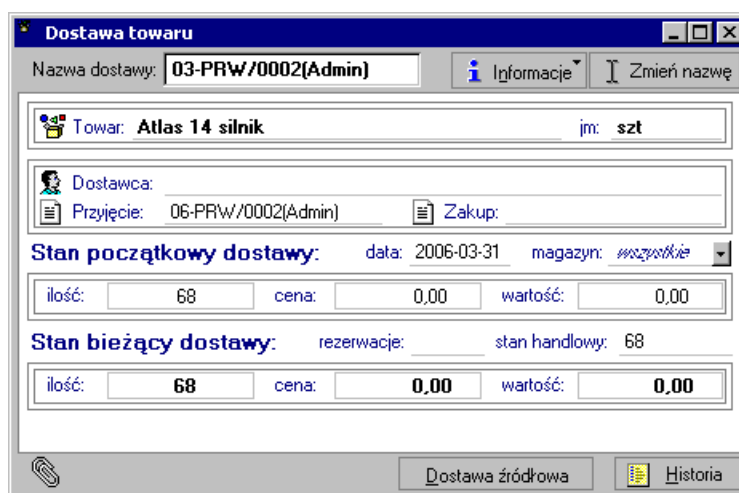 Dostawa towaru
Nazwa dostawy: 03-PRW/0002(Admin) Informacje Zmień nazwę
Towar: Atlas 14 silnik jm: szt
Dostawca:
Przyjęcie: 06-PRW/0002(Admin) Zakup:
Stan początkowy dostawy: data: 2006-03-31 magazyn: wszystkie
ilość: 68 cena: 0,00 wartość: 0,00
Stan bieżący dostawy: rezerwacje: stan handlowy: 68
ilość: 68 cena: 0,00 wartość: 0,00
Dostawa źródłowa Historia